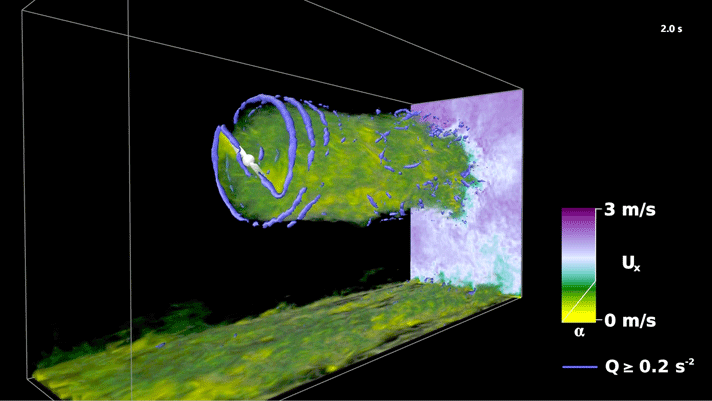 2.0 s
3 m/s
Uₓ
0 m/s
α
Q ≥ 0.2 s⁻²